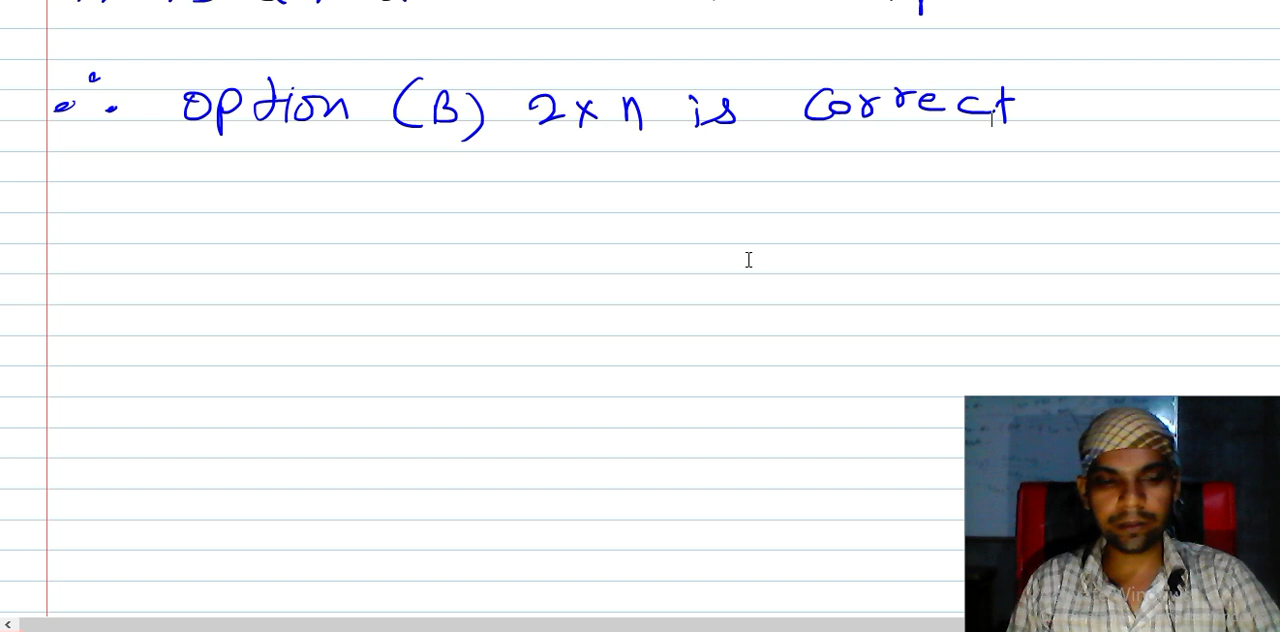 ∴ option (B) 2 × n is correct